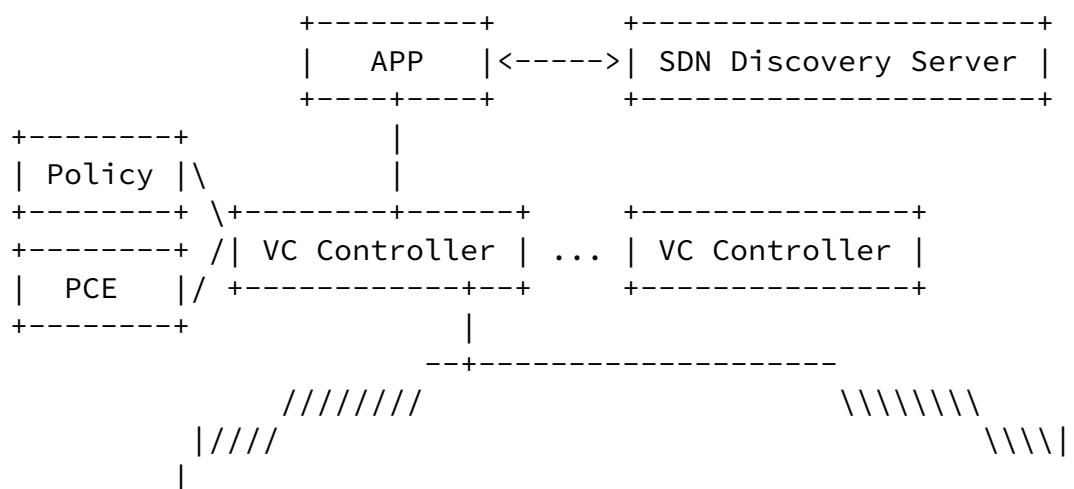 +---------+       +----------------------+
                |   APP   |<----->| SDN Discovery Server |
                +----+----+       +----------------------+
+--------+           |
| Policy |\          |
+--------+ \+--------+------+     +---------------+
+--------+ /| VC Controller | ... | VC Controller |
|  PCE   |/ +------------+--+     +---------------+
+--------+               |
                       --+--------------------
               ////////                       \\\\\\\\
          |////                                       \\\\|
         |